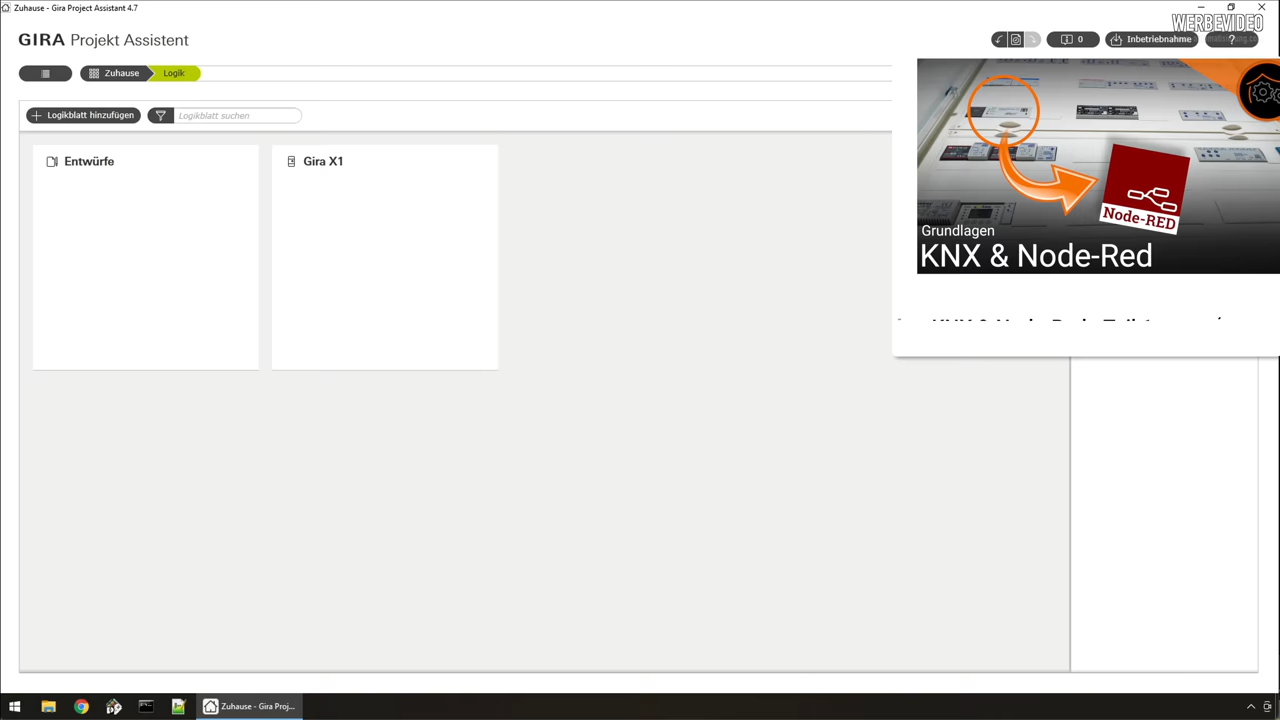 Zuhause - Gira Project Assistant 4.7
WERBEVIDEO
GIRA Projekt Assistent
0
Inbetriebnahme
?
Zuhause
Logik
Logikblatt hinzufügen
Logikblatt suchen
Entwürfe
Gira X1
Node-RED
Grundlagen
KNX & Node-Red
Zuhause - Gira Proj...